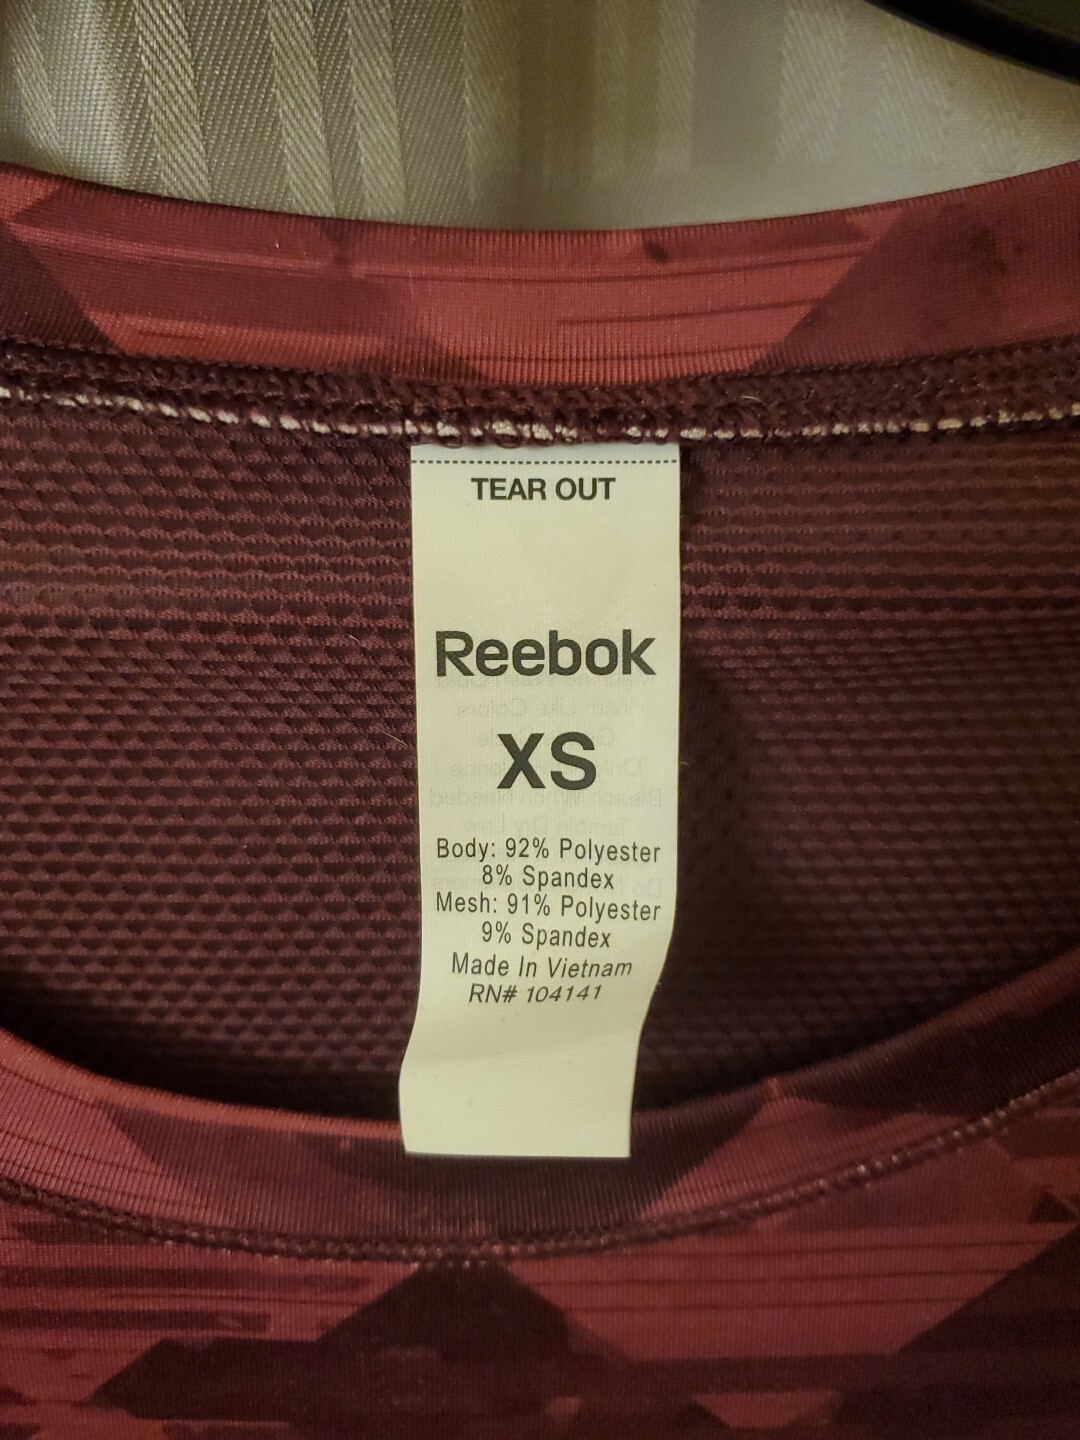 TEAR OUT
Reebok
XS
Body: 92% Polyester
8% Spandex
Mesh: 91% Polyester
9% Spandex
Made In Vietnam
RN# 104141